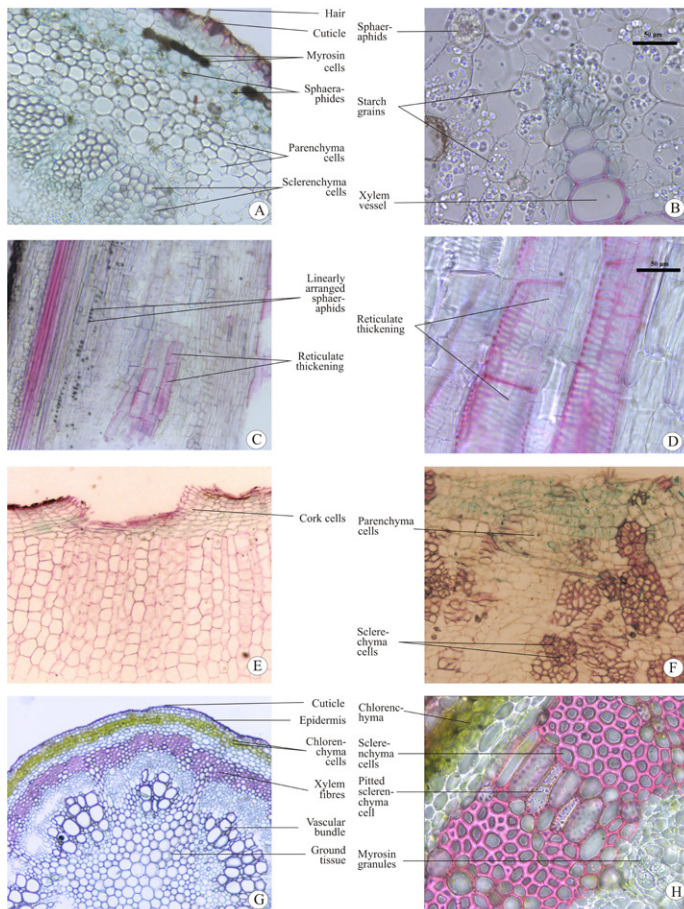 Hair
Cuticle
Myrosin
cells
Sphaera-
phides
Parenchyma
cells
Sclerenchyma
cells
A
Sphaer-
aphids
50 µm
Starch
grains
Xylem
vessel
B
Linearly
arranged
sphaer-
aphids
Reticulate
thickening
C
50 µm
Reticulate
thickening
D
Cork cells
E
Parenchyma
cells
Sclere-
chyma
cells
F
Cuticle
Epidermis
Chloren-
chyma
cells
Xylem
fibres
Vascular
bundle
Ground
tissue
G
Chlorenc-
hyma
Sclere-
nchyma
cells
Pitted
scleren-
chyma
cell
Myrosin
granules
H